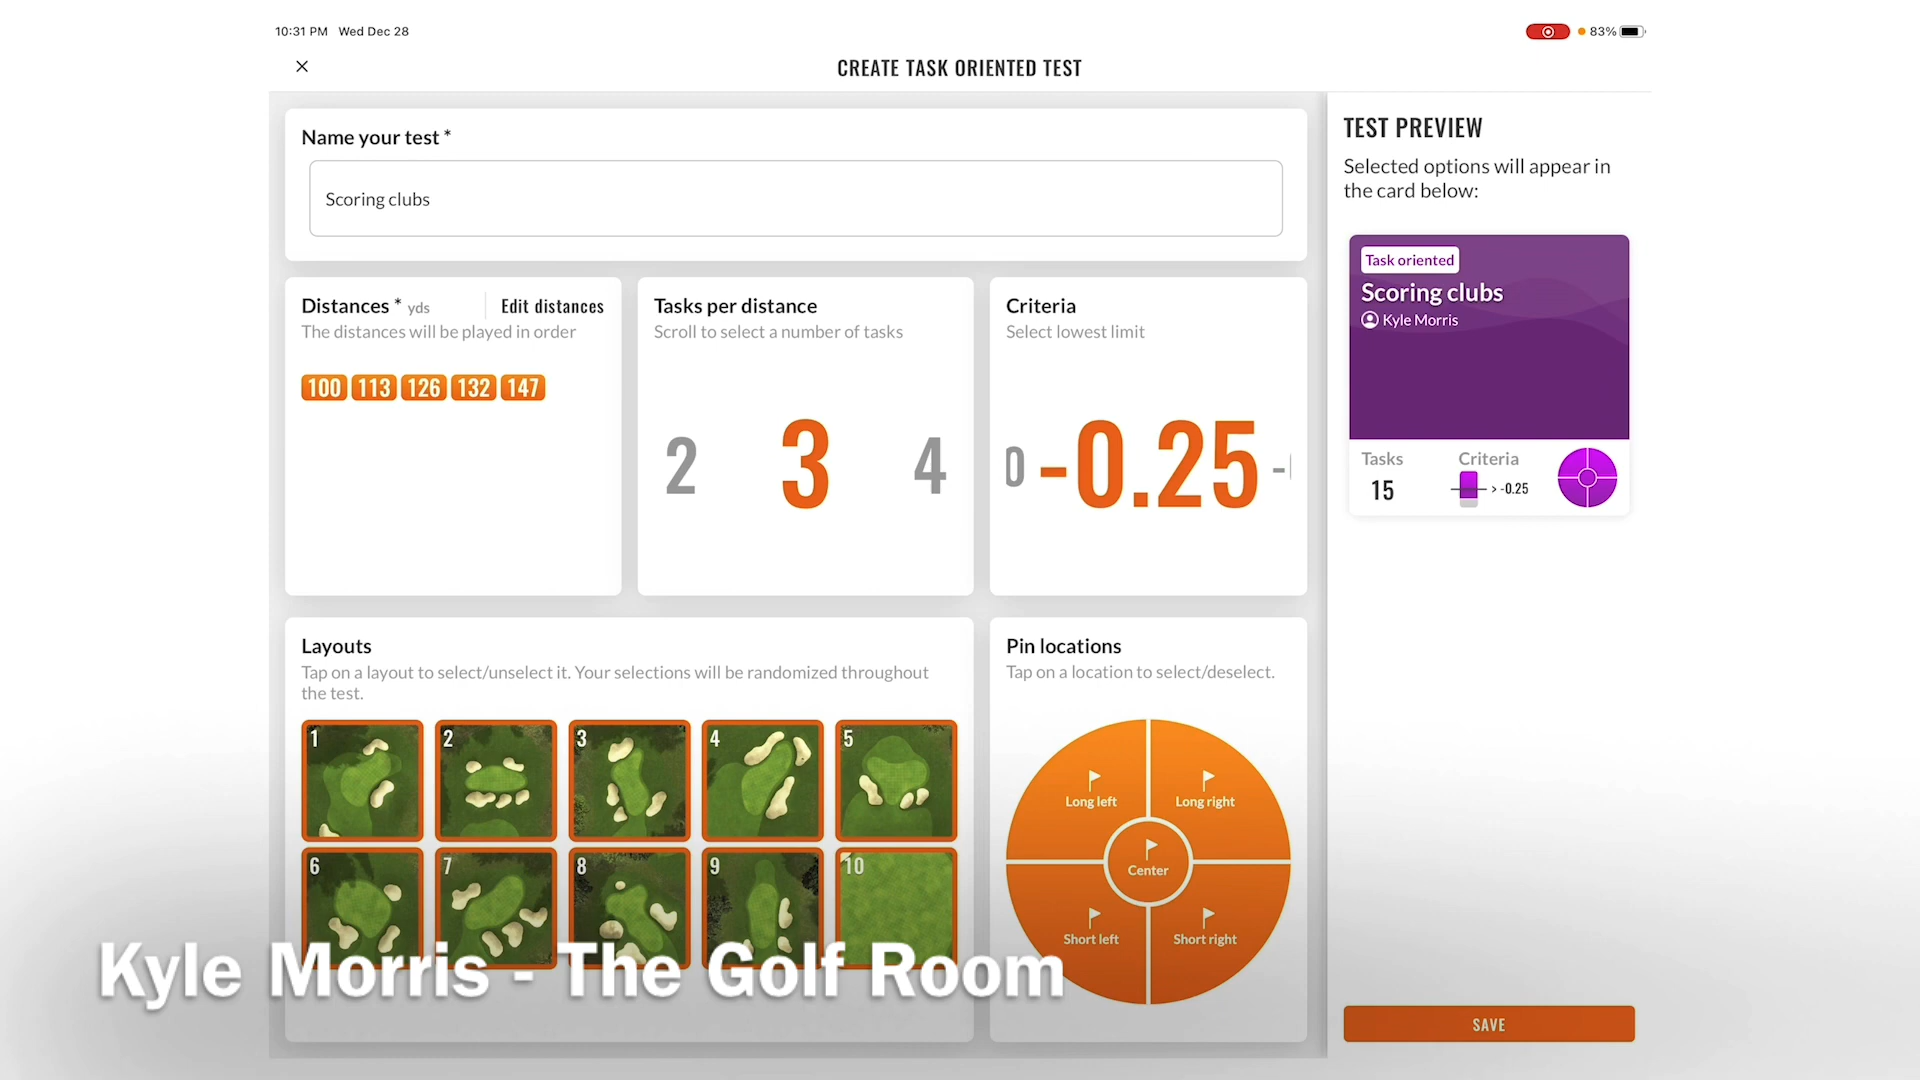 10:31 PM Wed Dec 28
83%
CREATE TASK ORIENTED TEST
Name your test *
Scoring clubs
Distances * yds
Edit distances
The distances will be played in order
100 113 126 132 147
Tasks per distance
Scroll to select a number of tasks
2 3 4
Criteria
Select lowest limit
0 -0.25 -
Layouts
Tap on a layout to select/unselect it. Your selections will be randomized throughout
the test.
1 2 3 4 5
6 7 8 9 10
Pin locations
Tap on a location to select/deselect.
Long left
Long right
Center
Short left
Short right
TEST PREVIEW
Selected options will appear in
the card below:
Task oriented
Scoring clubs
Kyle Morris
Tasks
15
Criteria
> -0.25
SAVE
Kyle Morris - The Golf Room